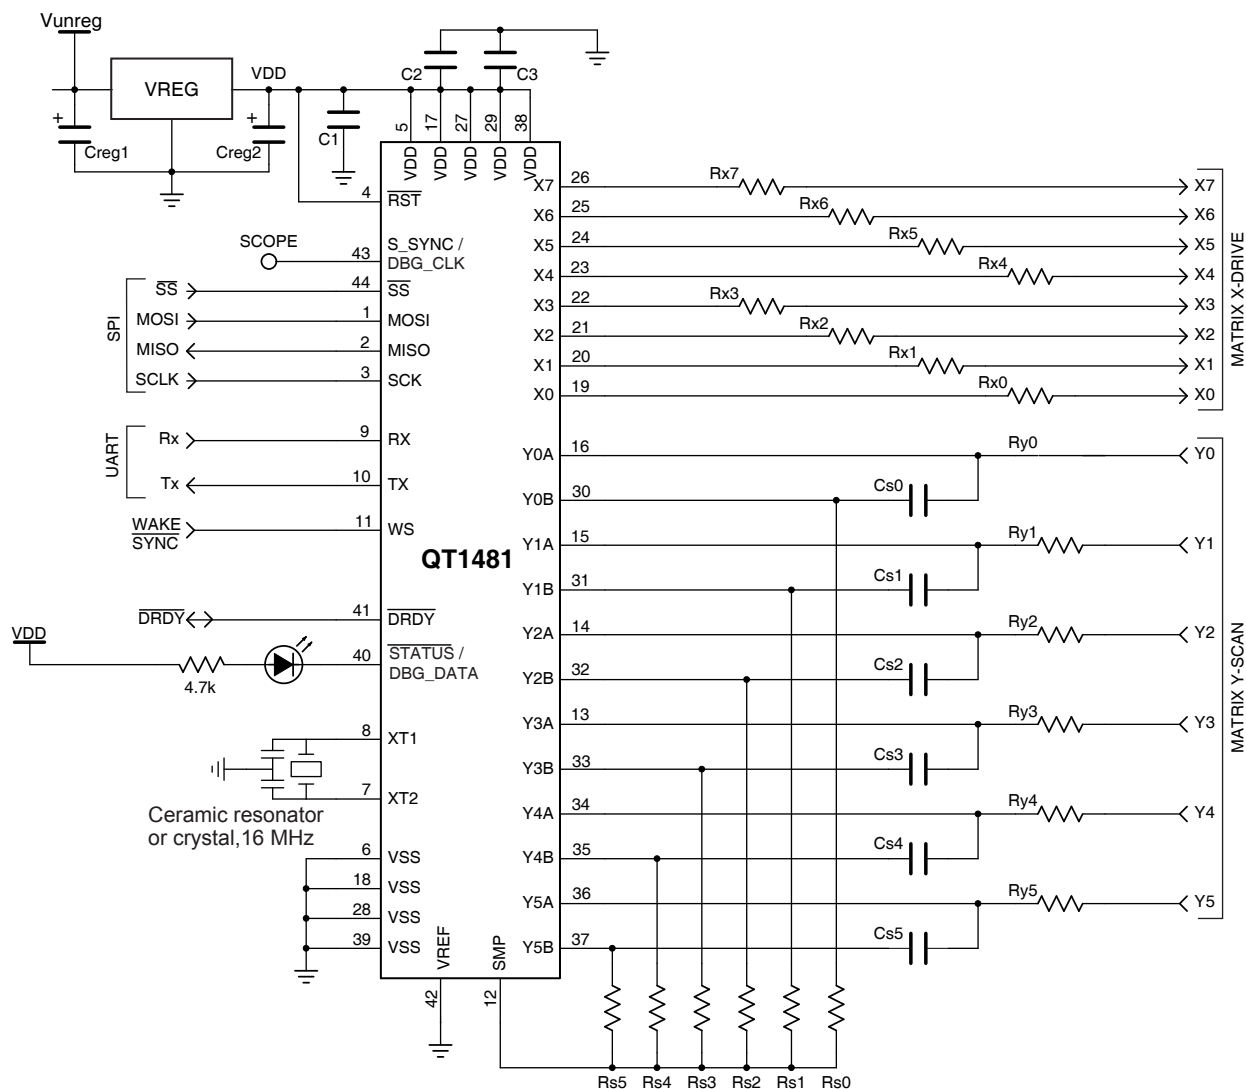 Vunreg
VREG
VDD
Creg1
Creg2
C1
C2
C3
5
17
27
29
38
VDD
VDD
VDD
VDD
VDD
4
RST
SCOPE
43
S_SYNC /
DBG_CLK
SPI
SS
44
SS
MOSI
1
MOSI
MISO
2
MISO
SCLK
3
SCK
UART
Rx
9
RX
Tx
10
TX
WAKE
SYNC
11
WS
QT1481
DRDY
41
DRDY
VDD
4.7k
40
STATUS /
DBG_DATA
8
XT1
7
XT2
Ceramic resonator
or crystal,16 MHz
6
VSS
18
VSS
28
VSS
39
VSS
VREF
42
SMP
12
X7
26
Rx7
X7
X6
25
Rx6
X6
X5
24
Rx5
X5
X4
23
Rx4
X4
X3
22
Rx3
X3
X2
21
Rx2
X2
X1
20
Rx1
X1
X0
19
Rx0
X0
MATRIX X-DRIVE
Y0A
16
Ry0
Y0
Y0B
30
Cs0
Y1A
15
Ry1
Y1
Y1B
31
Cs1
Y2A
14
Ry2
Y2
Y2B
32
Cs2
Y3A
13
Ry3
Y3
Y3B
33
Cs3
Y4A
34
Ry4
Y4
Y4B
35
Cs4
Y5A
36
Ry5
Y5
Y5B
37
Cs5
MATRIX Y-SCAN
Rs5
Rs4
Rs3
Rs2
Rs1
Rs0